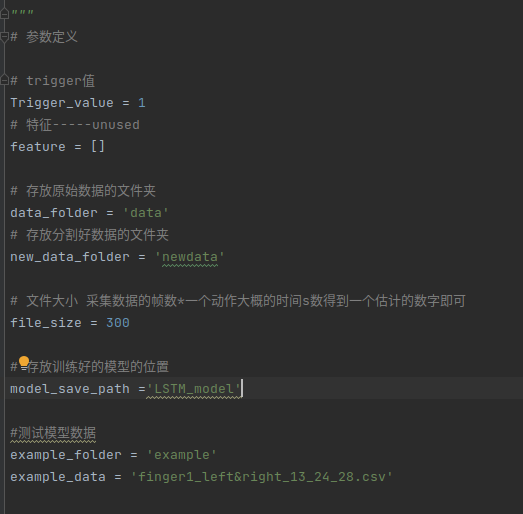 """
# 参数定义
# trigger值
Trigger_value = 1
# 特征-----unused
feature = []
# 存放原始数据的文件夹
data_folder = 'data'
# 存放分割好数据的文件夹
new_data_folder = 'newdata'
# 文件大小 采集数据的帧数*一个动作大概的时间s数得到一个估计的数字即可
file_size = 300
# 存放训练好的模型的位置
model_save_path ='LSTM_model'
#测试模型数据
example_folder = 'example'
example_data = 'finger1_left&right_13_24_28.csv'